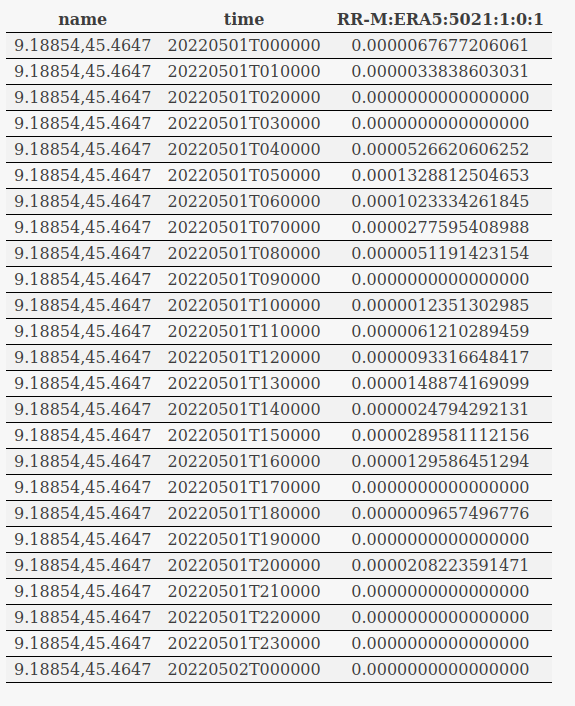 name time RR-M:ERA5:5021:1:0:1
9.18854,45.4647 20220501T000000 0.0000067677206061
9.18854,45.4647 20220501T010000 0.0000033838603031
9.18854,45.4647 20220501T020000 0.0000000000000000
9.18854,45.4647 20220501T030000 0.0000000000000000
9.18854,45.4647 20220501T040000 0.0000526620606252
9.18854,45.4647 20220501T050000 0.0001328812504653
9.18854,45.4647 20220501T060000 0.0001023334261845
9.18854,45.4647 20220501T070000 0.0000277595408988
9.18854,45.4647 20220501T080000 0.0000051191423154
9.18854,45.4647 20220501T090000 0.0000000000000000
9.18854,45.4647 20220501T100000 0.0000012351302985
9.18854,45.4647 20220501T110000 0.0000061210289459
9.18854,45.4647 20220501T120000 0.0000093316648417
9.18854,45.4647 20220501T130000 0.0000148874169099
9.18854,45.4647 20220501T140000 0.0000024794292131
9.18854,45.4647 20220501T150000 0.0000289581112156
9.18854,45.4647 20220501T160000 0.0000129586451294
9.18854,45.4647 20220501T170000 0.0000000000000000
9.18854,45.4647 20220501T180000 0.0000009657496776
9.18854,45.4647 20220501T190000 0.0000000000000000
9.18854,45.4647 20220501T200000 0.0000208223591471
9.18854,45.4647 20220501T210000 0.0000000000000000
9.18854,45.4647 20220501T220000 0.0000000000000000
9.18854,45.4647 20220501T230000 0.0000000000000000
9.18854,45.4647 20220502T000000 0.0000000000000000